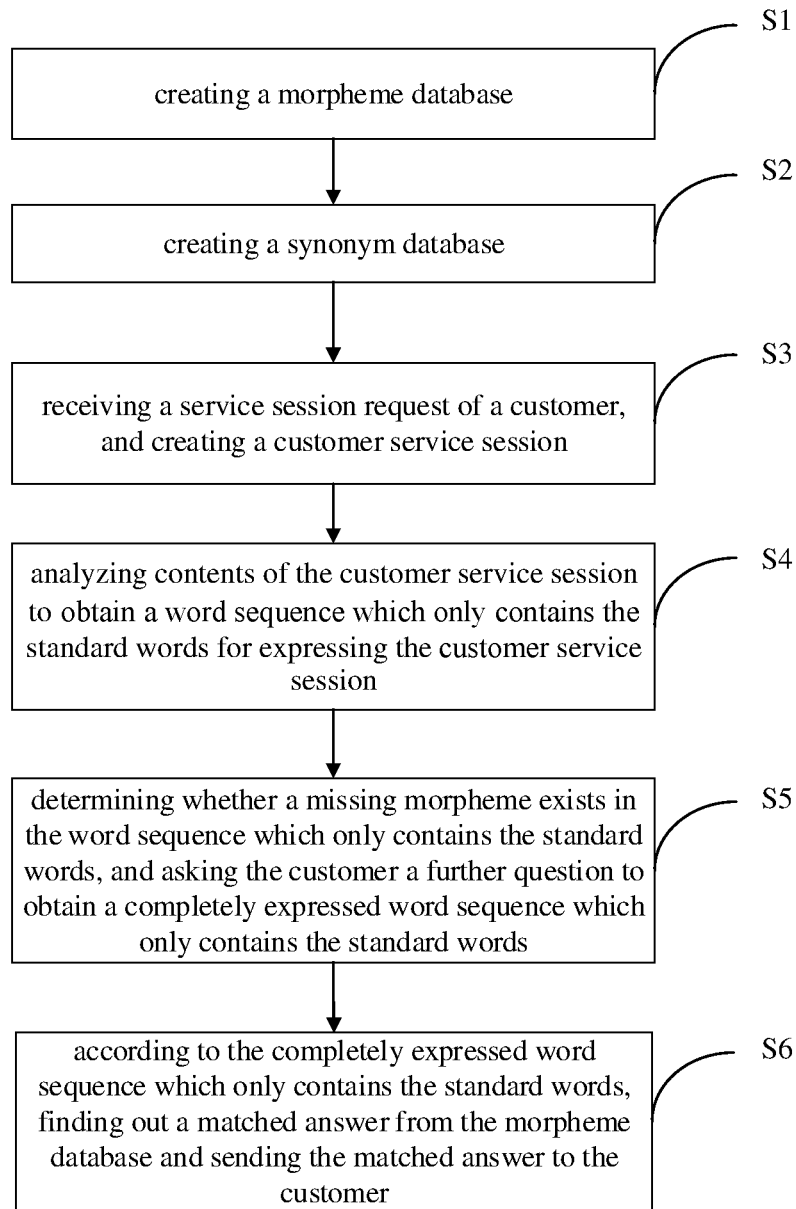 S1
creating a morpheme database
S2
creating a synonym database
S3
receiving a service session request of a customer,
and creating a customer service session
S4
analyzing contents of the customer service session
to obtain a word sequence which only contains the
standard words for expressing the customer service
session
S5
determining whether a missing morpheme exists in
the word sequence which only contains the standard
words, and asking the customer a further question to
obtain a completely expressed word sequence which
only contains the standard words
S6
according to the completely expressed word
sequence which only contains the standard words,
finding out a matched answer from the morpheme
database and sending the matched answer to the
customer